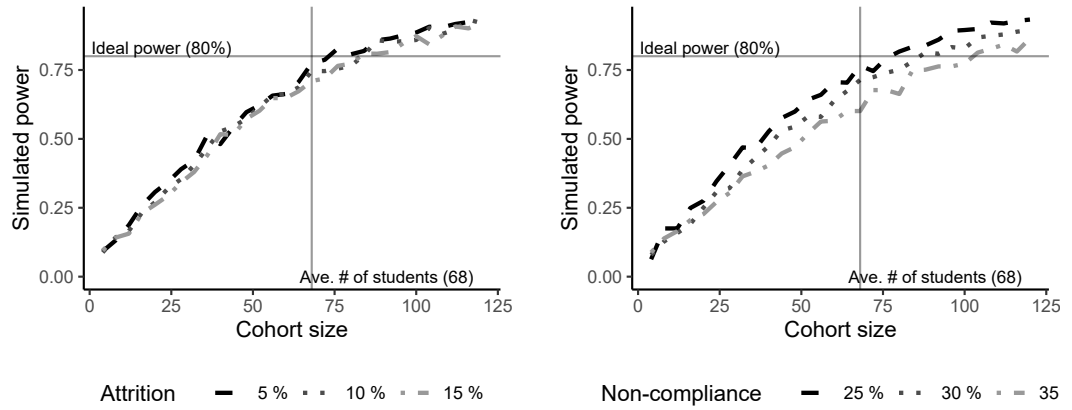 Ideal power (80%)
Ave. # of students (68)
0.00
0.25
0.50
0.75
0 25 50 75 100 125
Cohort size
Simulated power
Attrition 5 % 10 % 15 %
Ideal power (80%)
Ave. # of students (68)
0.00
0.25
0.50
0.75
0 25 50 75 100 125
Cohort size
Simulated power
Non-compliance 25 % 30 % 35